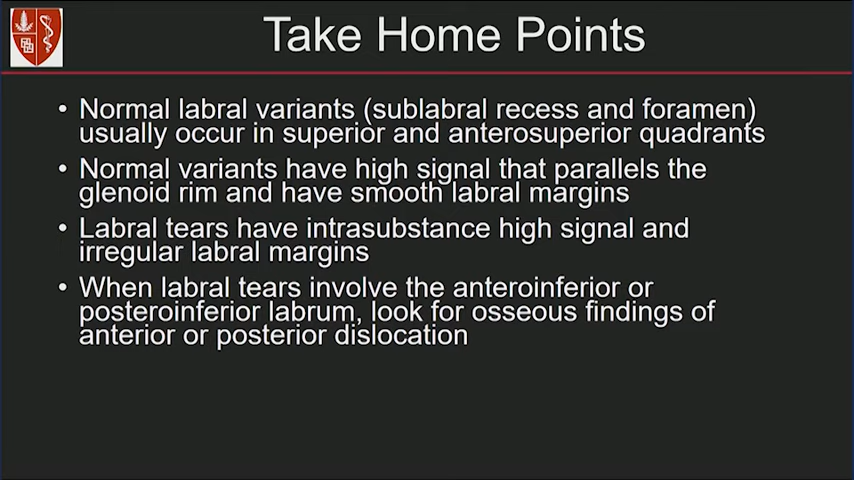 Take Home Points
• Normal labral variants (sublabral recess and foramen)
usually occur in superior and anterosuperior quadrants
• Normal variants have high signal that parallels the
glenoid rim and have smooth labral margins
• Labral tears have intrasubstance high signal and
irregular labral margins
• When labral tears involve the anteroinferior or
posteroinferior labrum, look for osseous findings of
anterior or posterior dislocation